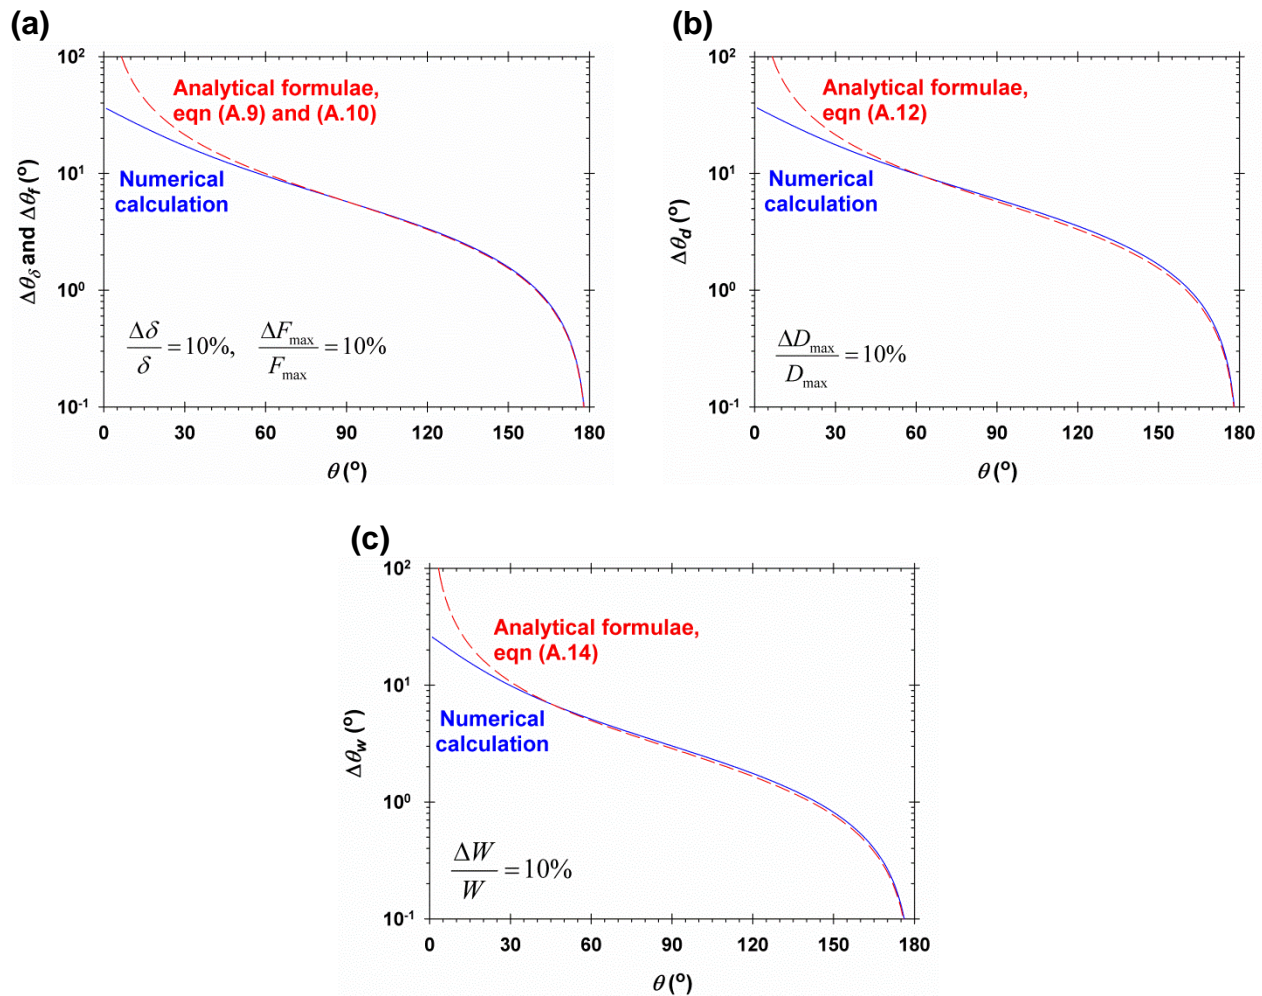 (a)
10²
10¹
10⁰
10⁻¹
Δθδ and Δθf (°)
Analytical formulae,
eqn (A.9) and (A.10)
Numerical
calculation
Δδ/δ = 10%, ΔFmax/Fmax = 10%
0 30 60 90 120 150 180
θ (°)
(b)
10²
10¹
10⁰
10⁻¹
Δθd (°)
Analytical formulae,
eqn (A.12)
Numerical
calculation
ΔDmax/Dmax = 10%
0 30 60 90 120 150 180
θ (°)
(c)
10²
10¹
10⁰
10⁻¹
Δθw (°)
Analytical formulae,
eqn (A.14)
Numerical
calculation
ΔW/W = 10%
0 30 60 90 120 150 180
θ (°)